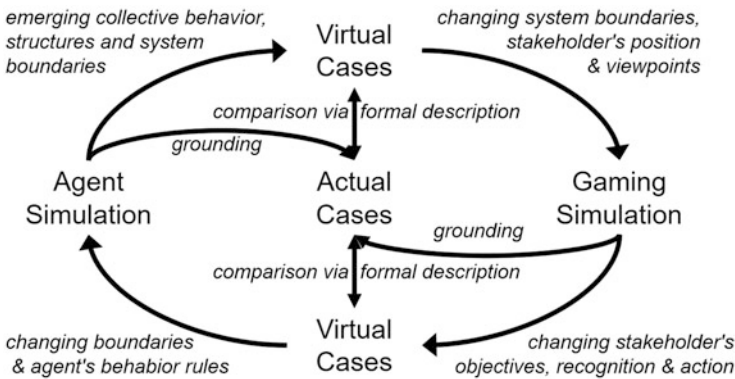 emerging collective behavior,
structures and system
boundaries
Virtual
Cases
changing system boundaries,
stakeholder's position
& viewpoints
comparison via formal description
grounding
Agent
Simulation
Actual
Cases
Gaming
Simulation
grounding
comparison via formal description
changing boundaries
& agent's behabior rules
Virtual
Cases
changing stakeholder's
objectives, recognition & action